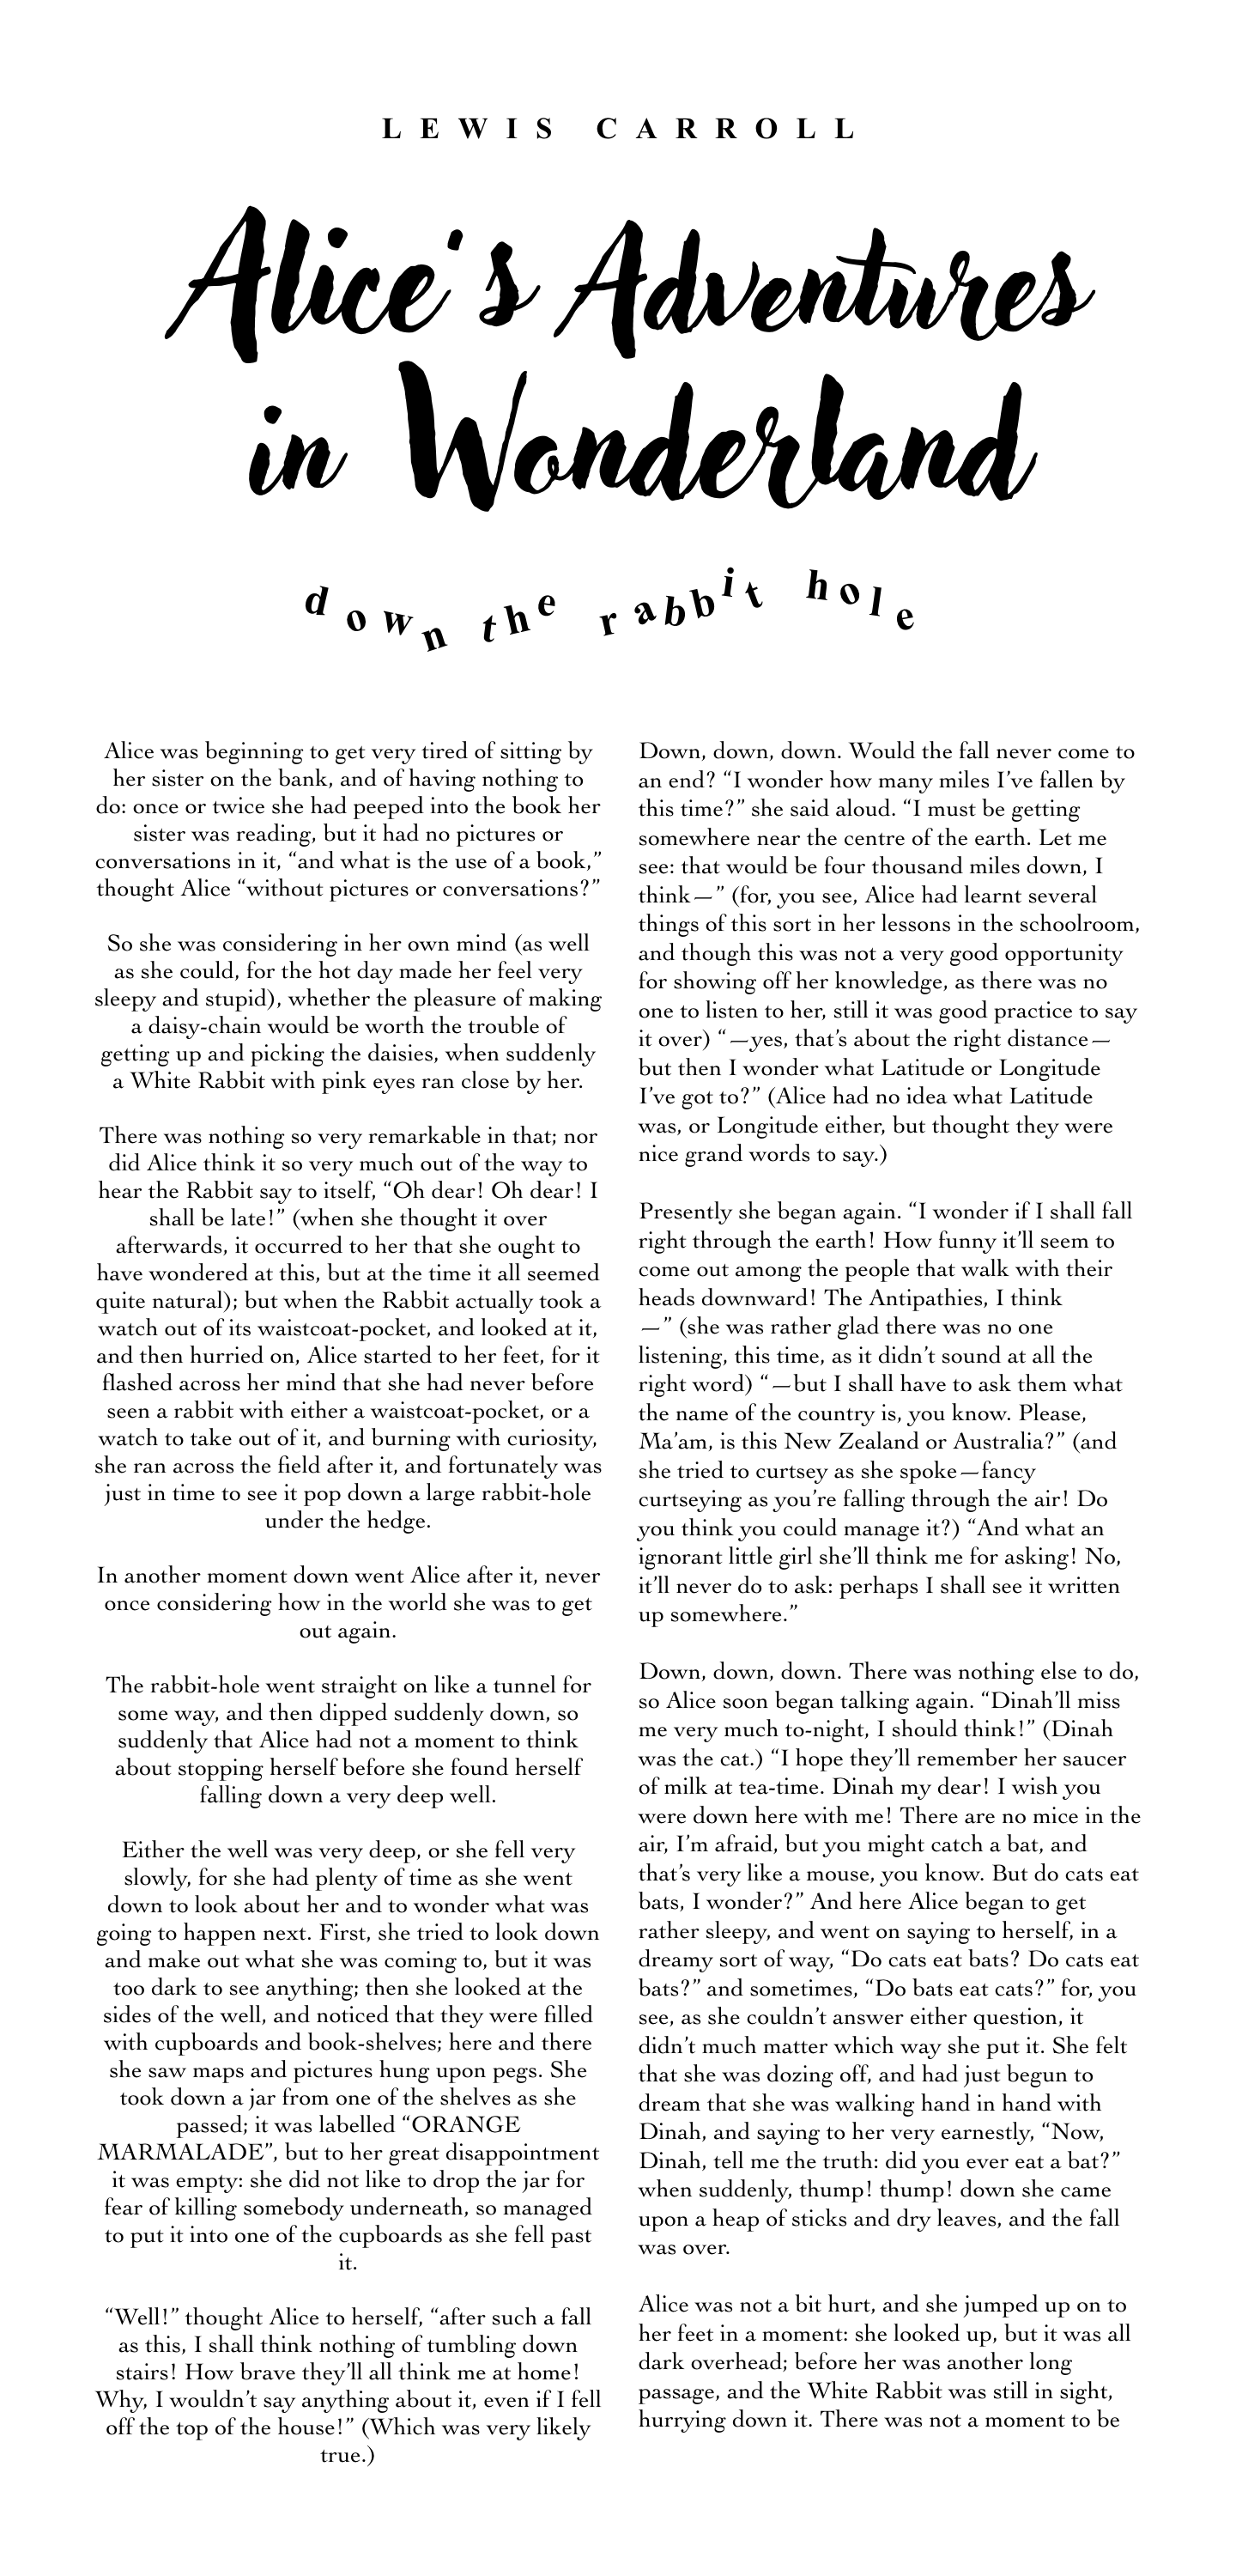 LEWIS CARROLL
Alice's Adventures
in Wonderland
down the rabbit hole
Alice was beginning to get very tired of sitting by
her sister on the bank, and of having nothing to
do: once or twice she had peeped into the book her
sister was reading, but it had no pictures or
conversations in it, “and what is the use of a book,”
thought Alice “without pictures or conversations?”
So she was considering in her own mind (as well
as she could, for the hot day made her feel very
sleepy and stupid), whether the pleasure of making
a daisy-chain would be worth the trouble of
getting up and picking the daisies, when suddenly
a White Rabbit with pink eyes ran close by her.
There was nothing so very remarkable in that; nor
did Alice think it so very much out of the way to
hear the Rabbit say to itself, “Oh dear! Oh dear! I
shall be late!” (when she thought it over
afterwards, it occurred to her that she ought to
have wondered at this, but at the time it all seemed
quite natural); but when the Rabbit actually took a
watch out of its waistcoat-pocket, and looked at it,
and then hurried on, Alice started to her feet, for it
flashed across her mind that she had never before
seen a rabbit with either a waistcoat-pocket, or a
watch to take out of it, and burning with curiosity,
she ran across the field after it, and fortunately was
just in time to see it pop down a large rabbit-hole
under the hedge.
In another moment down went Alice after it, never
once considering how in the world she was to get
out again.
The rabbit-hole went straight on like a tunnel for
some way, and then dipped suddenly down, so
suddenly that Alice had not a moment to think
about stopping herself before she found herself
falling down a very deep well.
Either the well was very deep, or she fell very
slowly, for she had plenty of time as she went
down to look about her and to wonder what was
going to happen next. First, she tried to look down
and make out what she was coming to, but it was
too dark to see anything; then she looked at the
sides of the well, and noticed that they were filled
with cupboards and book-shelves; here and there
she saw maps and pictures hung upon pegs. She
took down a jar from one of the shelves as she
passed; it was labelled “ORANGE
MARMALADE”, but to her great disappointment
it was empty: she did not like to drop the jar for
fear of killing somebody underneath, so managed
to put it into one of the cupboards as she fell past
it.
“Well!” thought Alice to herself, “after such a fall
as this, I shall think nothing of tumbling down
stairs! How brave they’ll all think me at home!
Why, I wouldn’t say anything about it, even if I fell
off the top of the house!” (Which was very likely
true.)
Down, down, down. Would the fall never come to
an end? “I wonder how many miles I’ve fallen by
this time?” she said aloud. “I must be getting
somewhere near the centre of the earth. Let me
see: that would be four thousand miles down, I
think—” (for, you see, Alice had learnt several
things of this sort in her lessons in the schoolroom,
and though this was not a very good opportunity
for showing off her knowledge, as there was no
one to listen to her, still it was good practice to say
it over) “—yes, that’s about the right distance—
but then I wonder what Latitude or Longitude
I’ve got to?” (Alice had no idea what Latitude
was, or Longitude either, but thought they were
nice grand words to say.)
Presently she began again. “I wonder if I shall fall
right through the earth! How funny it’ll seem to
come out among the people that walk with their
heads downward! The Antipathies, I think
—” (she was rather glad there was no one
listening, this time, as it didn’t sound at all the
right word) “—but I shall have to ask them what
the name of the country is, you know. Please,
Ma’am, is this New Zealand or Australia?” (and
she tried to curtsey as she spoke—fancy
curtseying as you’re falling through the air! Do
you think you could manage it?) “And what an
ignorant little girl she’ll think me for asking! No,
it’ll never do to ask: perhaps I shall see it written
up somewhere.”
Down, down, down. There was nothing else to do,
so Alice soon began talking again. “Dinah’ll miss
me very much to-night, I should think!” (Dinah
was the cat.) “I hope they’ll remember her saucer
of milk at tea-time. Dinah my dear! I wish you
were down here with me! There are no mice in the
air, I’m afraid, but you might catch a bat, and
that’s very like a mouse, you know. But do cats eat
bats, I wonder?” And here Alice began to get
rather sleepy, and went on saying to herself, in a
dreamy sort of way, “Do cats eat bats? Do cats eat
bats?” and sometimes, “Do bats eat cats?” for, you
see, as she couldn’t answer either question, it
didn’t much matter which way she put it. She felt
that she was dozing off, and had just begun to
dream that she was walking hand in hand with
Dinah, and saying to her very earnestly, “Now,
Dinah, tell me the truth: did you ever eat a bat?”
when suddenly, thump! thump! down she came
upon a heap of sticks and dry leaves, and the fall
was over.
Alice was not a bit hurt, and she jumped up on to
her feet in a moment: she looked up, but it was all
dark overhead; before her was another long
passage, and the White Rabbit was still in sight,
hurrying down it. There was not a moment to be